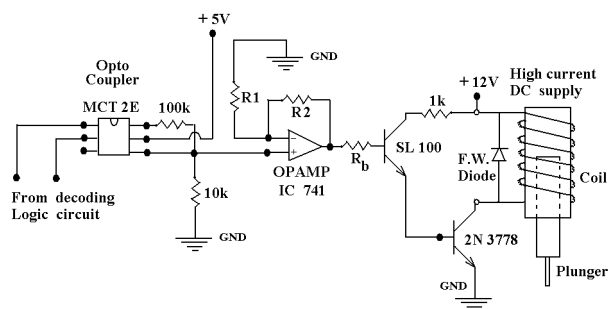 + 5V
Opto
Coupler
MCT 2E
100k
10k
From decoding
Logic circuit
GND
GND
R1
R2
−
+
OPAMP
IC 741
Rb
SL 100
1k
+ 12V
High current
DC supply
F.W.
Diode
Coil
2N 3778
GND
Plunger